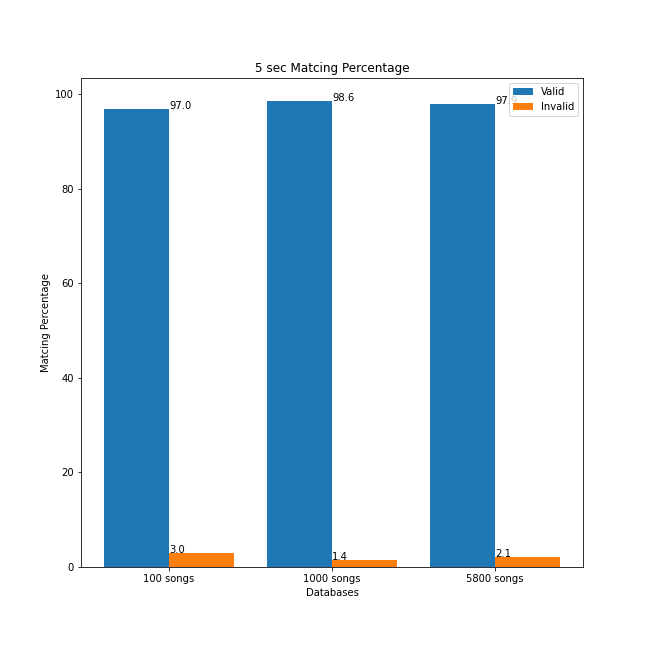 5 sec Matcing Percentage
Valid
Invalid
97.0
98.6
97.9
100
80
60
40
20
0
Matcing Percentage
3.0
1.4
2.1
100 songs
1000 songs
5800 songs
Databases